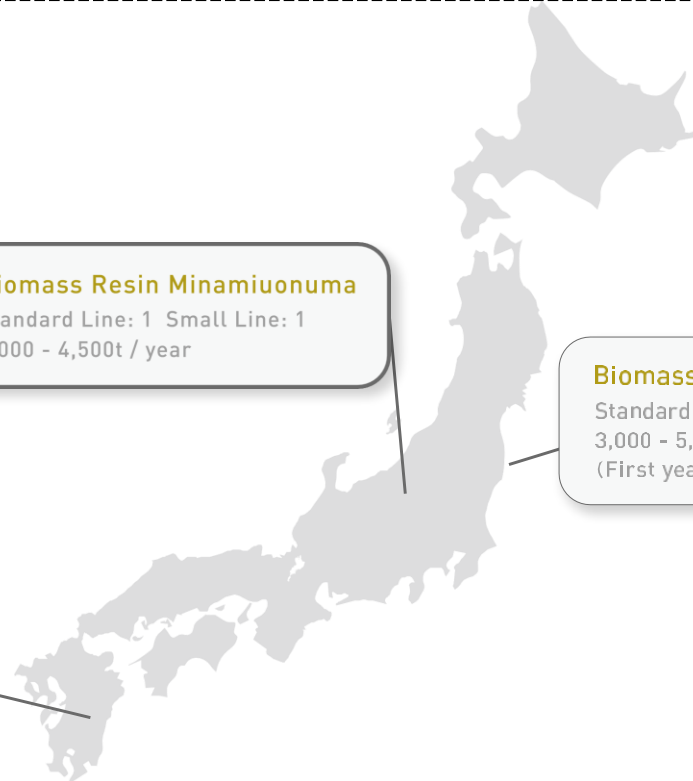 iomass Resin Minamiuonuma
andard Line: 1 Small Line: 1
000 - 4,500t / year
Biomass
Standard
3,000 - 5,
(First yea